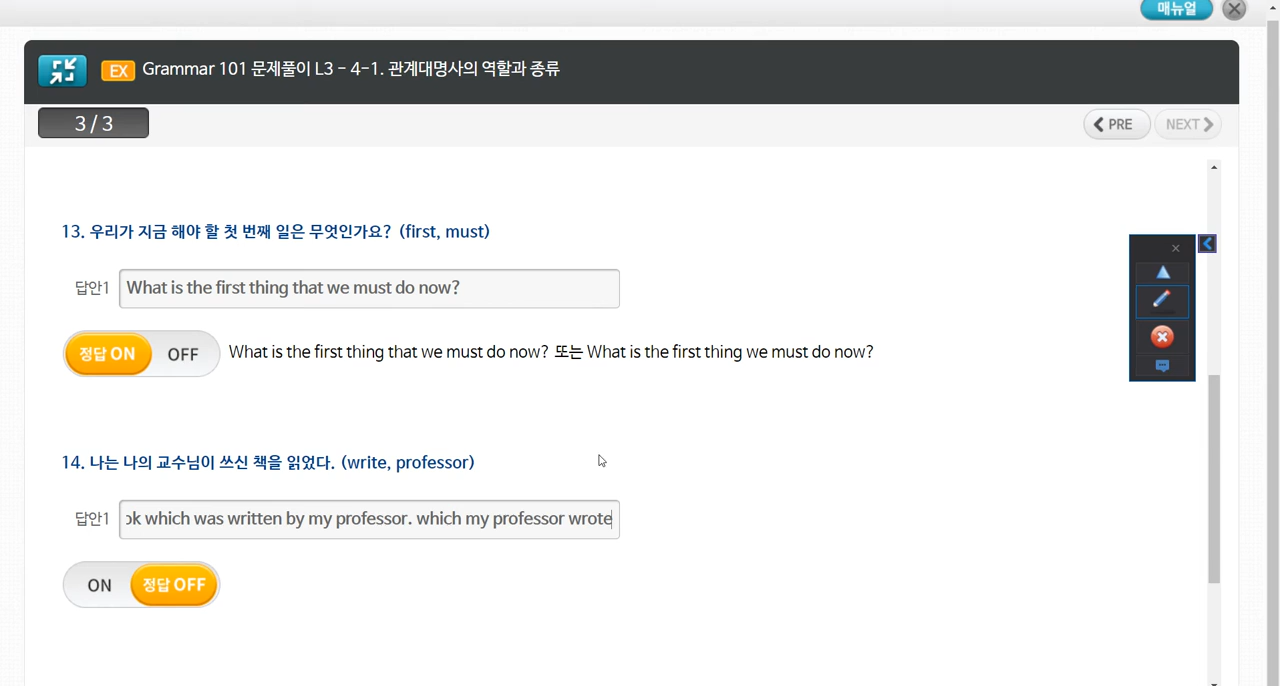 매뉴얼
EX Grammar 101 문제풀이 L3 - 4-1. 관계대명사의 역할과 종류
3 / 3
PRE NEXT
13. 우리가 지금 해야 할 첫 번째 일은 무엇인가요? (first, must)
답안1 What is the first thing that we must do now?
정답 ON OFF What is the first thing that we must do now? 또는 What is the first thing we must do now?
14. 나는 나의 교수님이 쓰신 책을 읽었다. (write, professor)
답안1 ok which was written by my professor. which my professor wrote
ON 정답 OFF